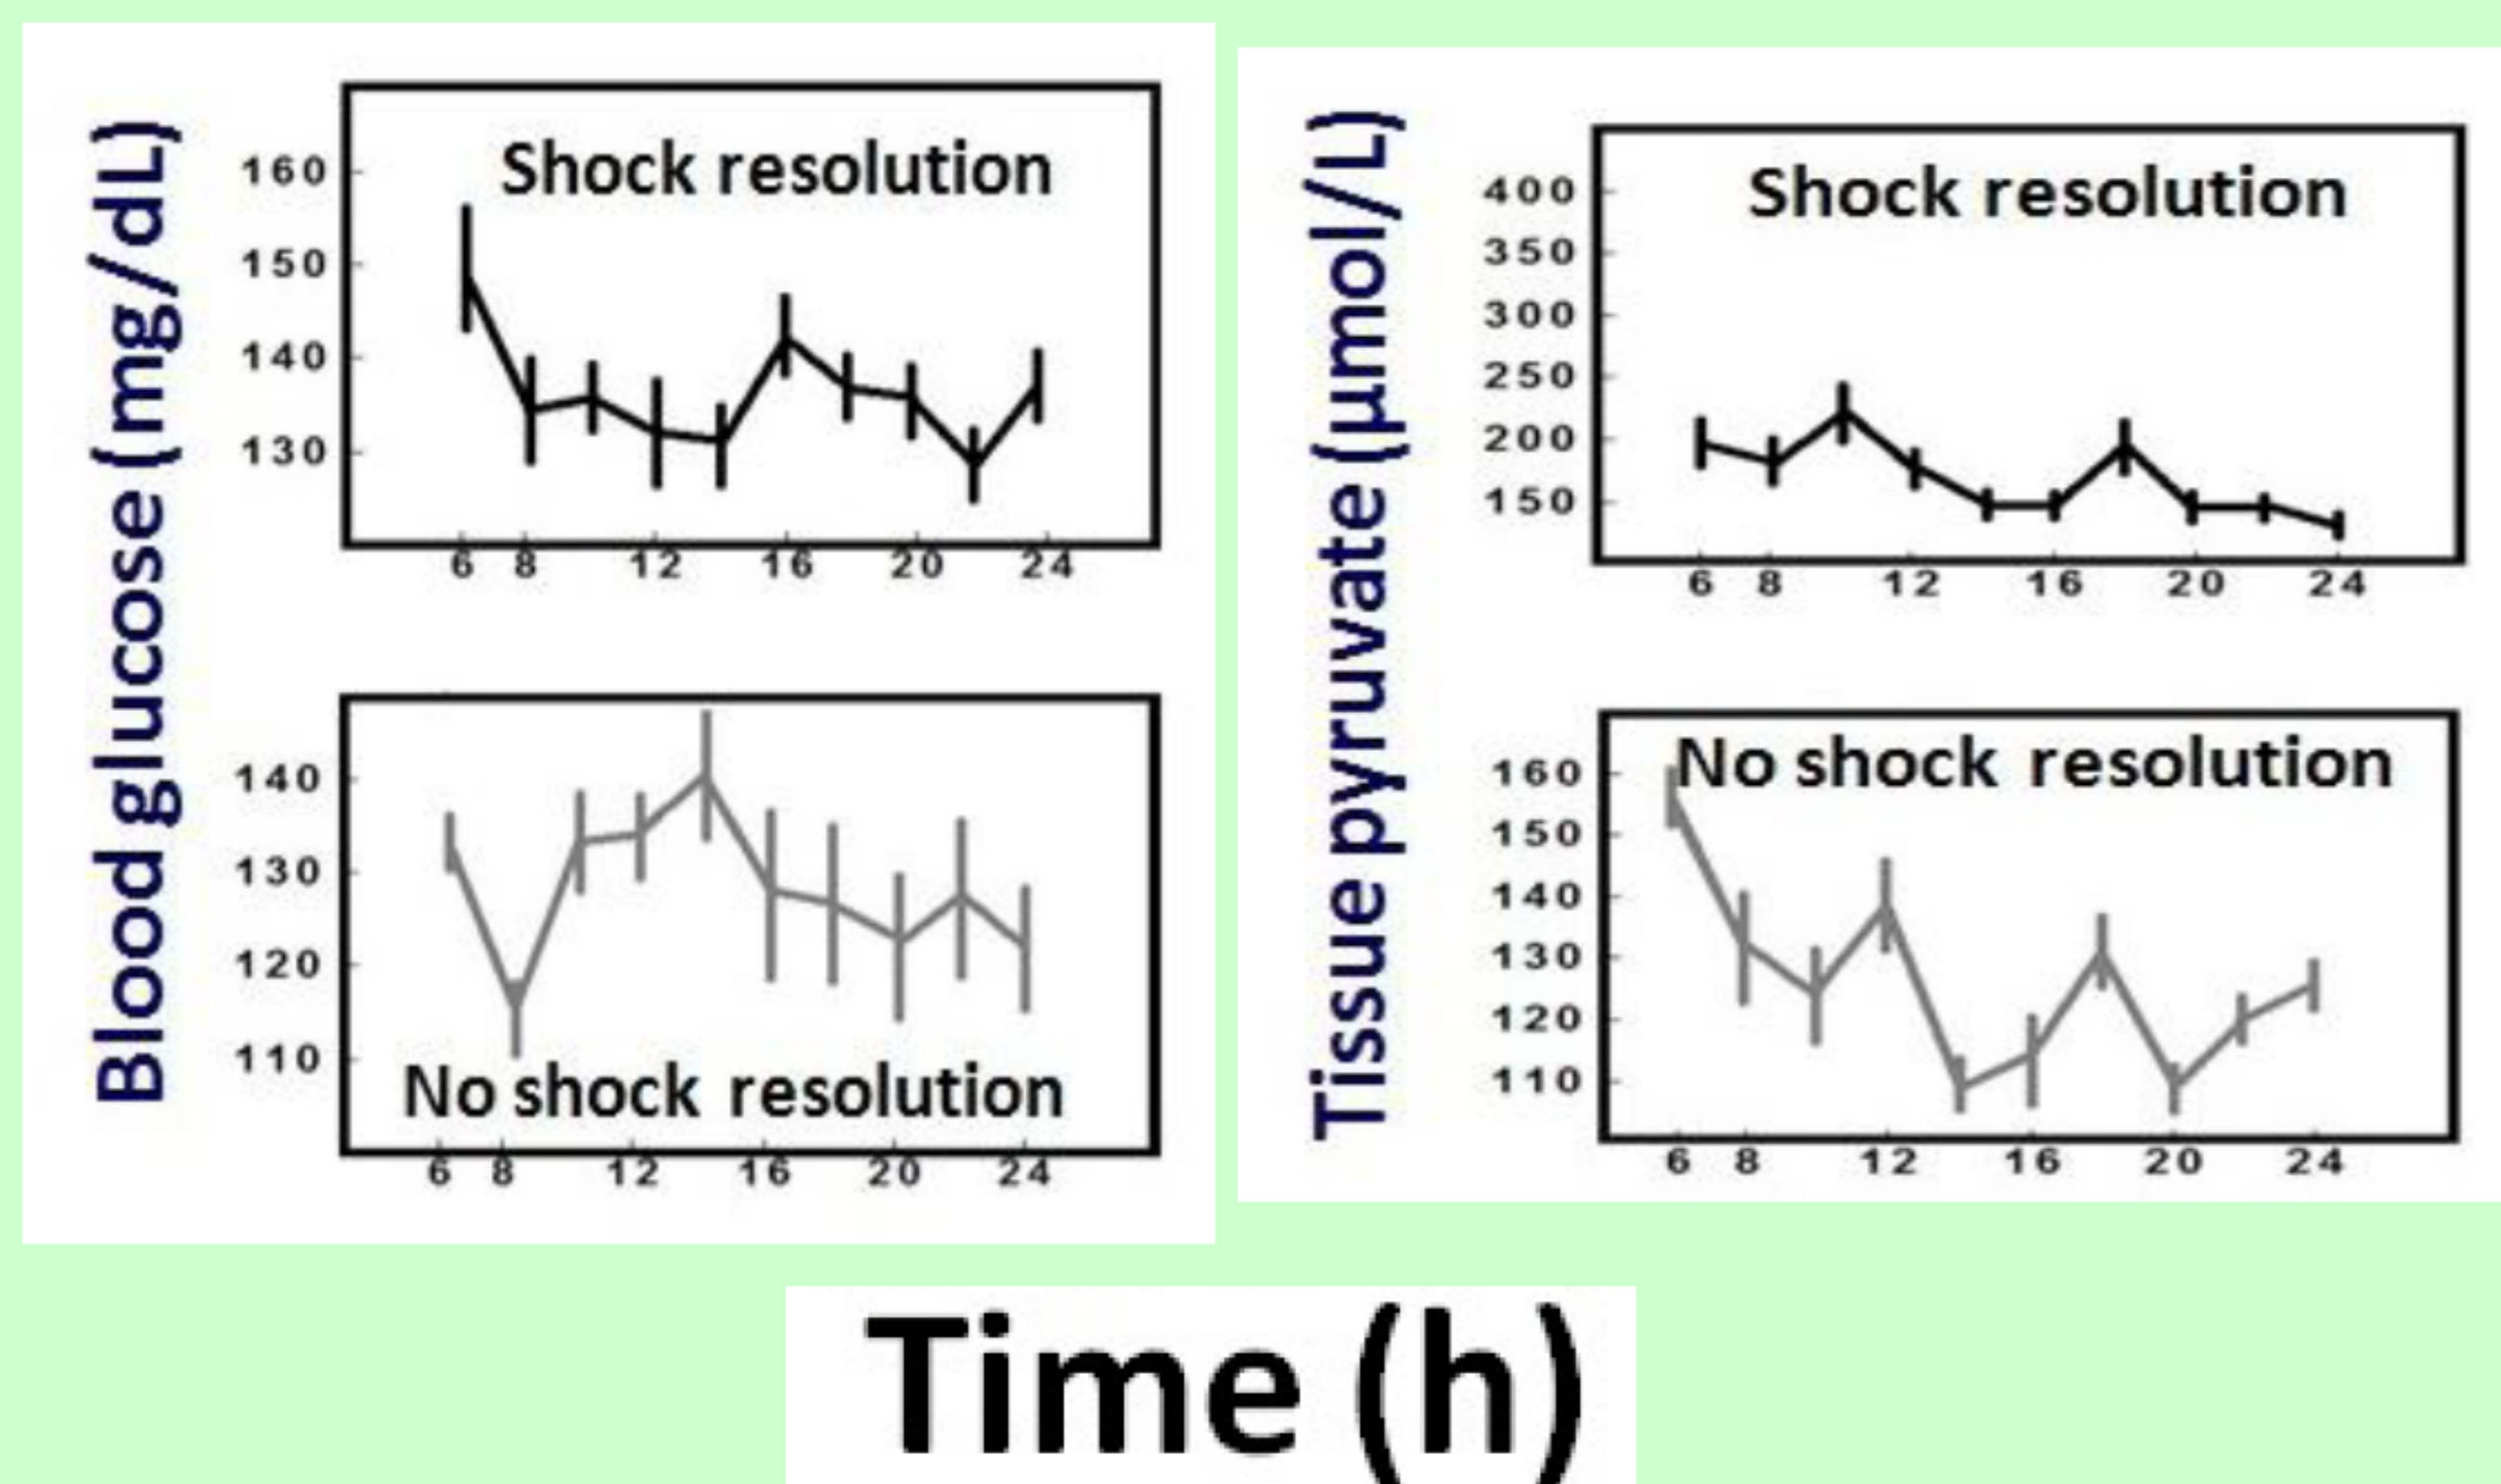 Blood glucose (mg/dL)
Shock resolution
160
150
140
130
6 8 12 16 20 24
140
130
120
110
No shock resolution
6 8 12 16 20 24
Tissue pyruvate (µmol/L)
Shock resolution
400
350
300
250
200
150
6 8 12 16 20 24
No shock resolution
160
150
140
130
120
110
6 8 12 16 20 24
Time (h)